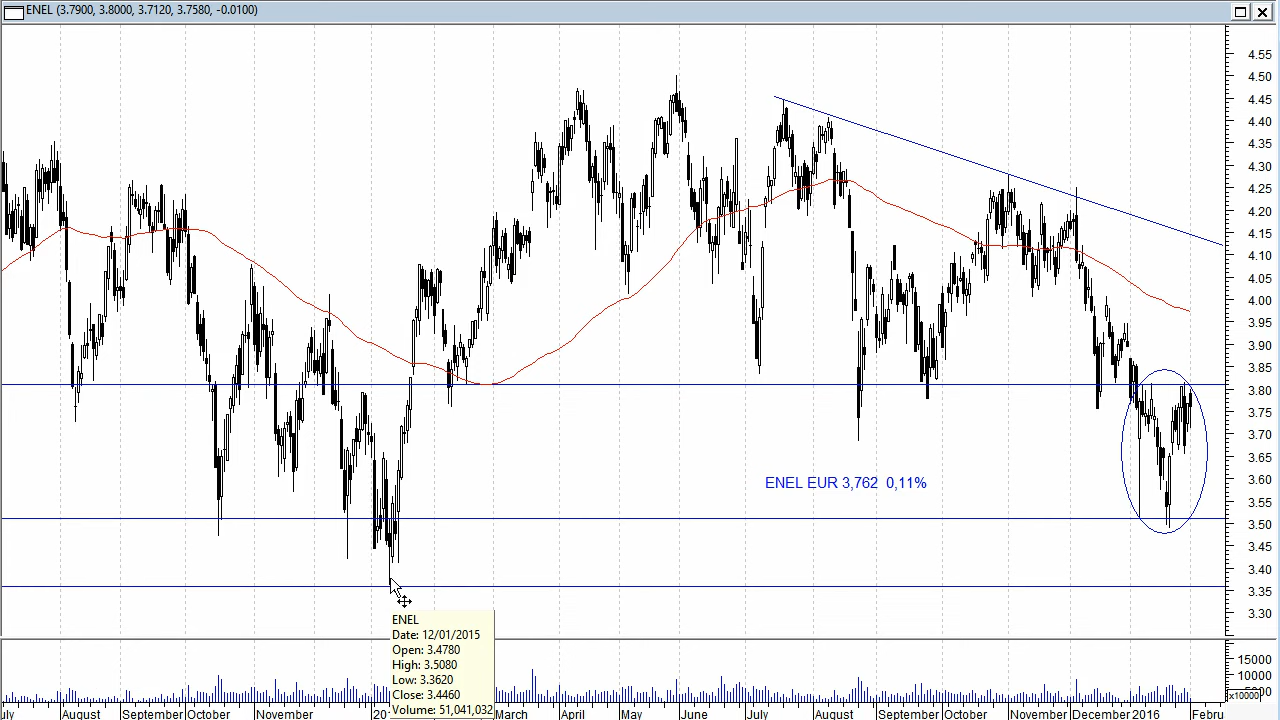 ENEL (3.7900, 3.8000, 3.7120, 3.7580, -0.0100)
4.55
4.50
4.45
4.40
4.35
4.30
4.25
4.20
4.15
4.10
4.05
4.00
3.95
3.90
3.85
3.80
3.75
3.70
3.65
3.60
3.55
3.50
3.45
3.40
3.35
3.30
ENEL EUR 3,762 0,11%
ENEL
Date: 12/01/2015
Open: 3.4780
High: 3.5080
Low: 3.3620
Close: 3.4460
Volume: 51,041,032
15000
10000
x10000
August September October November March April May June July August September October November December 2016